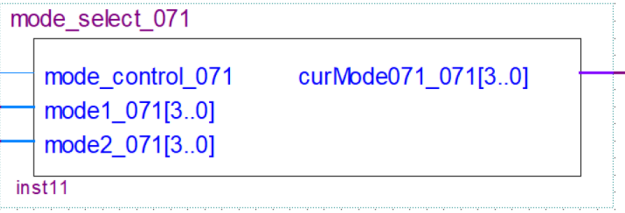 mode_select_071
mode_control_071 curMode071_071[3..0]
mode1_071[3..0]
mode2_071[3..0]
inst11